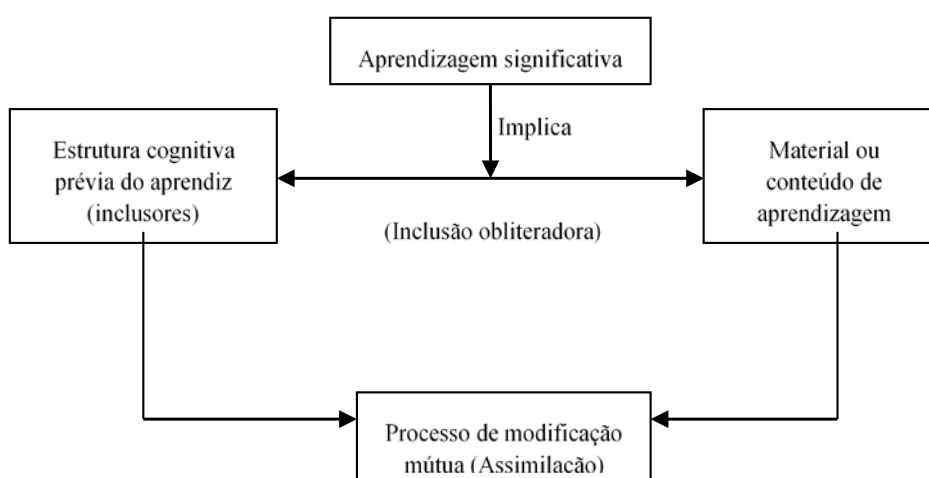 Aprendizagem significativa
Implica
Estrutura cognitiva
prévia do aprendiz
(inclusores)
(Inclusão obliteradora)
Material ou
conteúdo de
aprendizagem
Processo de modificação
mútua (Assimilação)